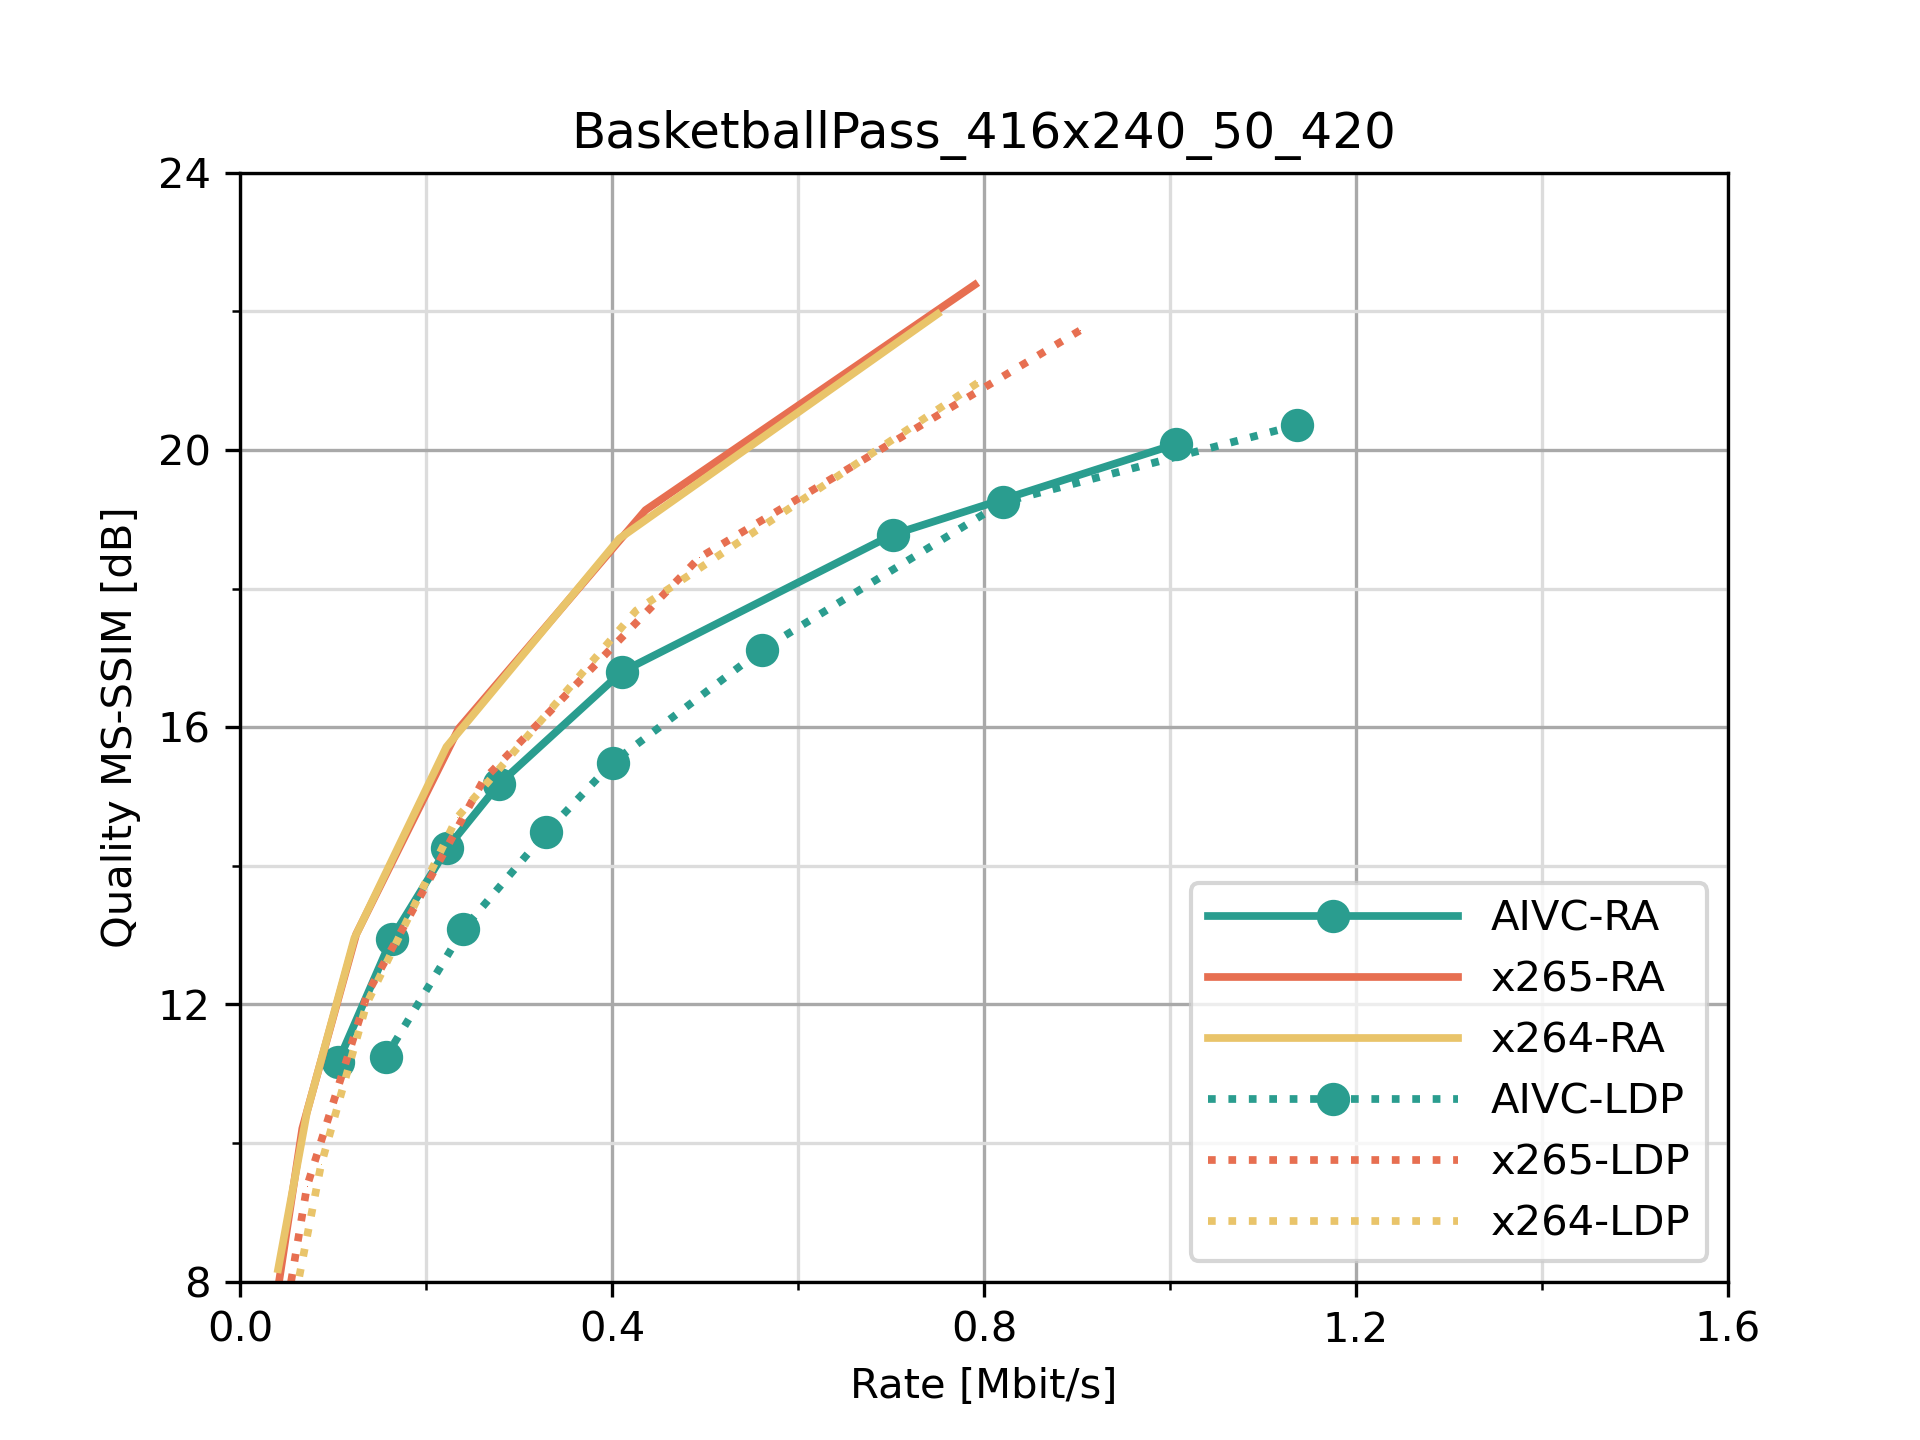 BasketballPass_416x240_50_420
24
20
16
12
8
Quality MS-SSIM [dB]
0.0 0.4 0.8 1.2 1.6
Rate [Mbit/s]
AIVC-RA
x265-RA
x264-RA
AIVC-LDP
x265-LDP
x264-LDP